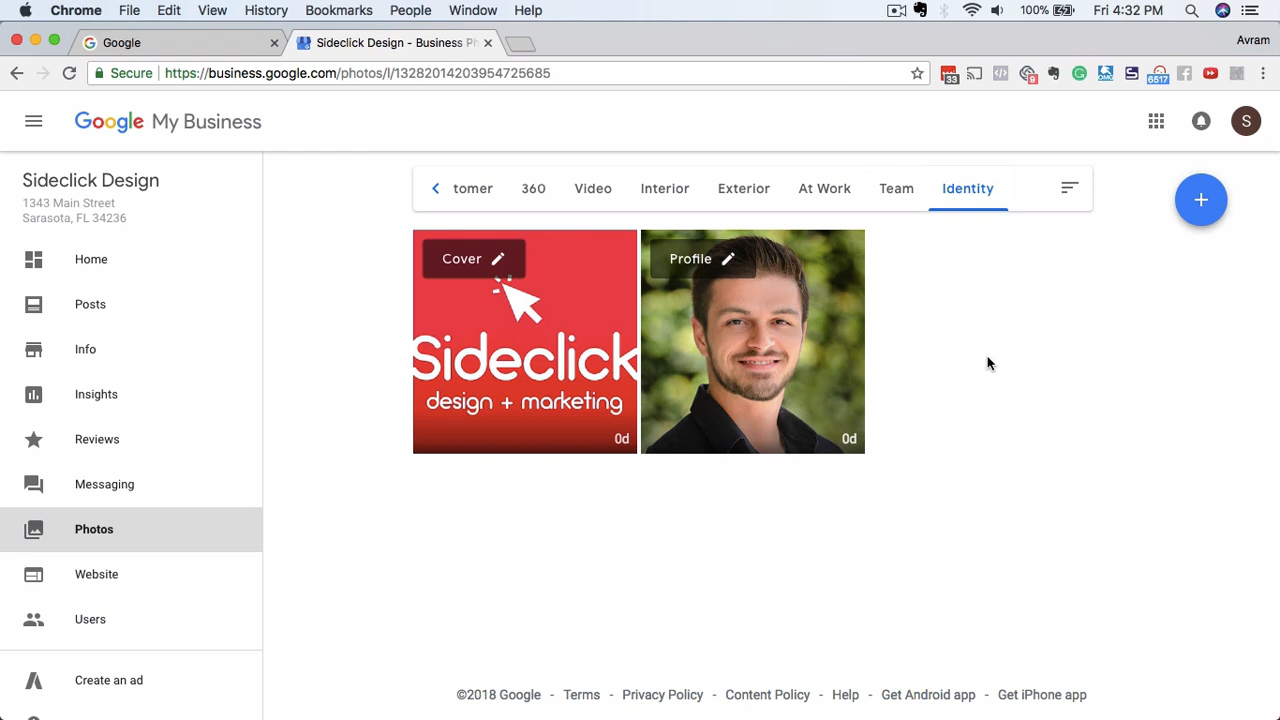 Chrome File Edit View History Bookmarks People Window Help 100% Fri 4:32 PM
Google Sideclick Design - Business Ph Avram
Secure https://business.google.com/photos/l/13282014203954725685 33 9 6517
Google My Business S
Sideclick Design
1343 Main Street
Sarasota, FL 34236
Home
Posts
Info
Insights
Reviews
Messaging
Photos
Website
Users
Create an ad
tomer 360 Video Interior Exterior At Work Team Identity
Cover Profile
Sideclick
design + marketing
0d 0d
©2018 Google - Terms - Privacy Policy - Content Policy - Help - Get Android app - Get iPhone app